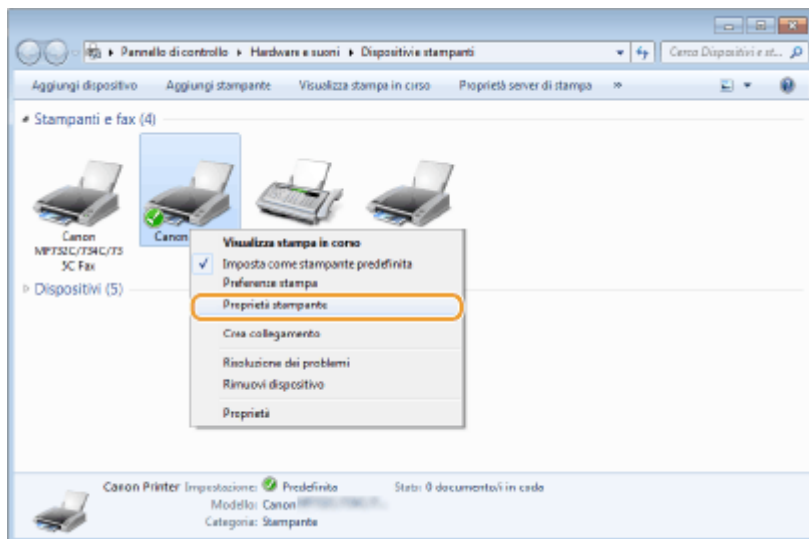 Pannello di controllo ▸ Hardware e suoni ▸ Dispositivi e stampanti
Cerca Dispositivi e st...
Aggiungi dispositivo Aggiungi stampante Visualizza stampa in corso Proprietà server di stampa »
Stampanti e fax (4)
Canon
MF732C/734C/73
5C Fax
Canon
Visualizza stampa in corso
Imposta come stampante predefinita
Preferenze stampa
Proprietà stampante
Crea collegamento
Risoluzione dei problemi
Rimuovi dispositivo
Proprietà
Dispositivi (5)
Canon Printer Impostazione: Predefinita Stato: 0 documento/i in coda
Modello: Canon
Categoria: Stampante